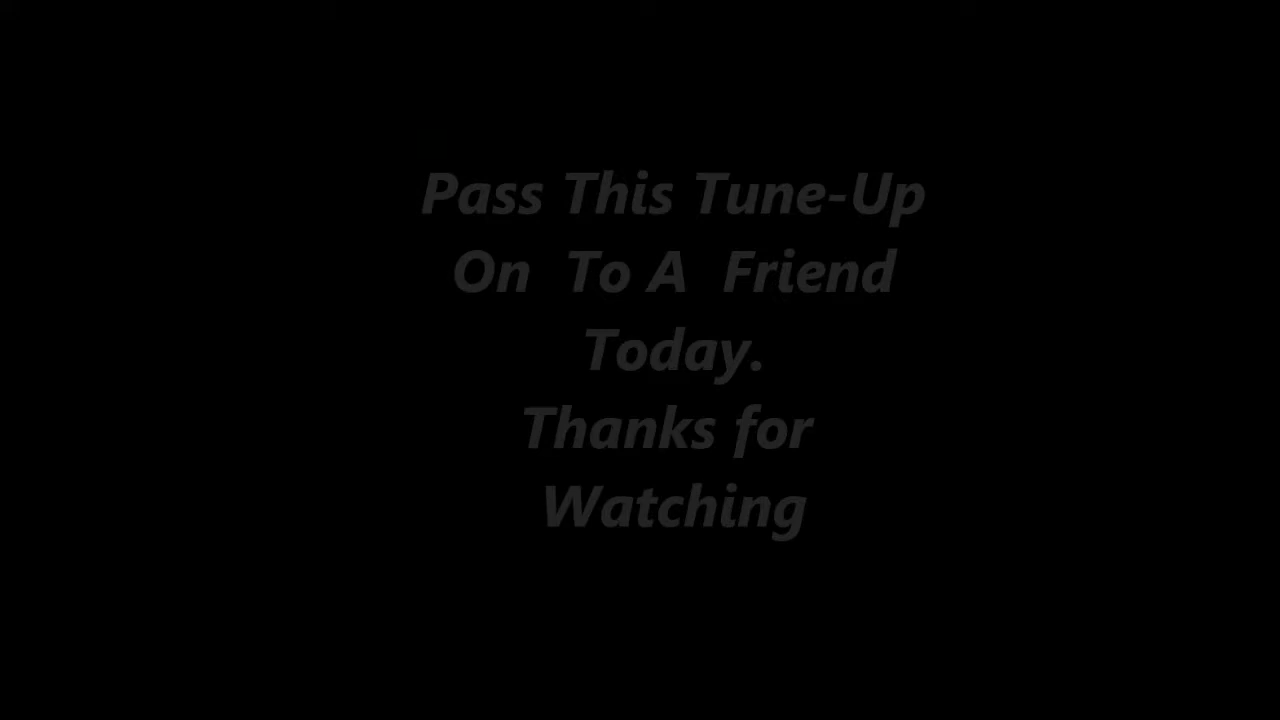 Pass This Tune-Up
On To A Friend
Today.
Thanks for
Watching